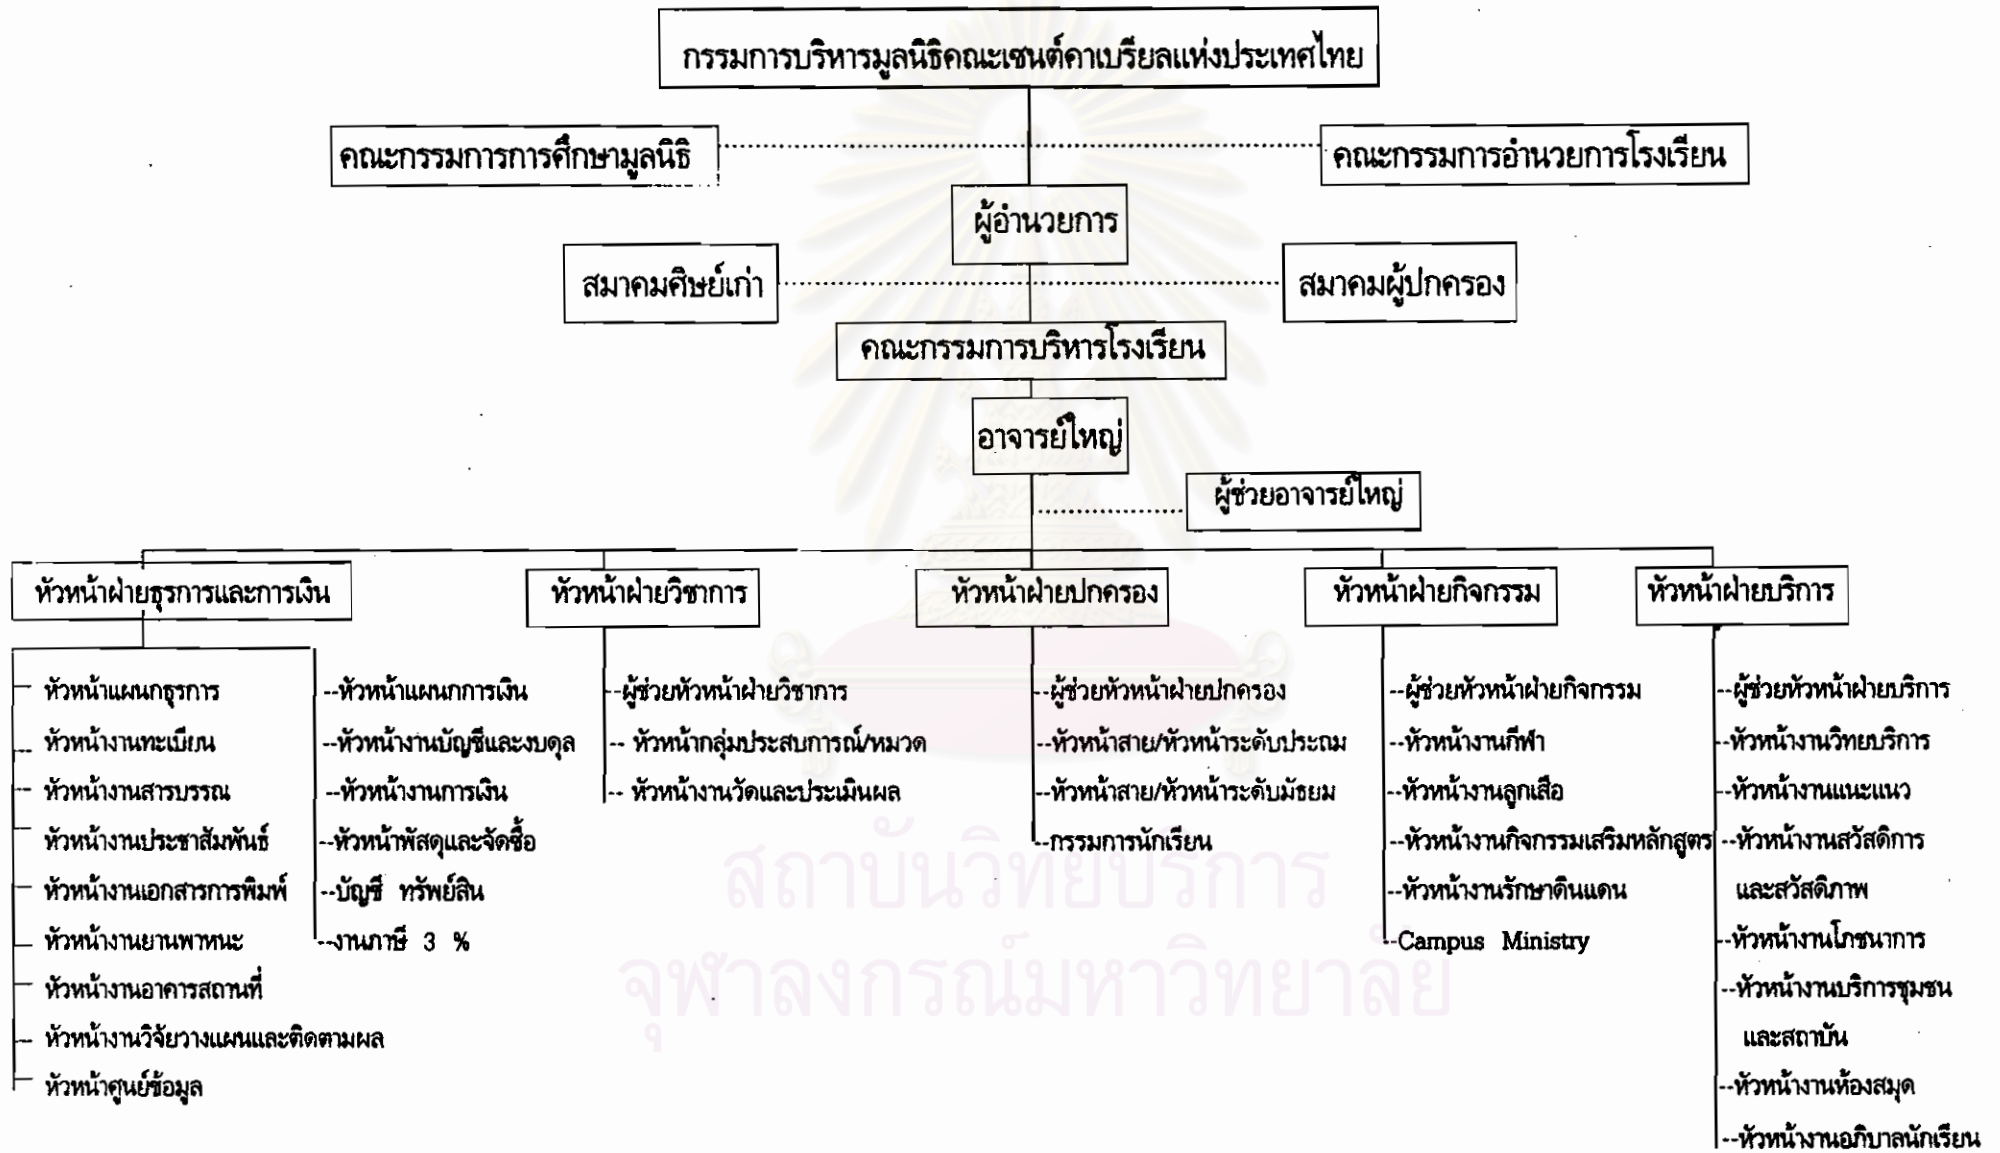 กรรมการบริหารมูลนิธิคณะเซนต์คาเบรียลแห่งประเทศไทย
คณะกรรมการการศึกษามูลนิธิ
คณะกรรมการอำนวยการโรงเรียน
ผู้อำนวยการ
สมาคมศิษย์เก่า
สมาคมผู้ปกครอง
คณะกรรมการบริหารโรงเรียน
อาจารย์ใหญ่
ผู้ช่วยอาจารย์ใหญ่
หัวหน้าฝ่ายธุรการและการเงิน
หัวหน้าแผนกธุรการ
หัวหน้างานทะเบียน
หัวหน้างานสารบรรณ
หัวหน้างานประชาสัมพันธ์
หัวหน้างานเอกสารการพิมพ์
หัวหน้างานยานพาหนะ
หัวหน้างานอาคารสถานที่
หัวหน้างานวิจัยวางแผนและติดตามผล
หัวหน้าศูนย์ข้อมูล
--หัวหน้าแผนกการเงิน
--หัวหน้างานบัญชีและงบดุล
--หัวหน้างานการเงิน
--หัวหน้าพัสดุและจัดซื้อ
--บัญชี ทรัพย์สิน
--งานภาษี 3 %
หัวหน้าฝ่ายวิชาการ
--ผู้ช่วยหัวหน้าฝ่ายวิชาการ
-- หัวหน้ากลุ่มประสบการณ์/หมวด
-- หัวหน้างานวัดและประเมินผล
หัวหน้าฝ่ายปกครอง
--ผู้ช่วยหัวหน้าฝ่ายปกครอง
--หัวหน้าสาย/หัวหน้าระดับประถม
--หัวหน้าสาย/หัวหน้าระดับมัธยม
--กรรมการนักเรียน
หัวหน้าฝ่ายกิจกรรม
--ผู้ช่วยหัวหน้าฝ่ายกิจกรรม
--หัวหน้างานกีฬา
--หัวหน้างานลูกเสือ
--หัวหน้างานกิจกรรมเสริมหลักสูตร
--หัวหน้างานรักษาดินแดน
--Campus Ministry
หัวหน้าฝ่ายบริการ
--ผู้ช่วยหัวหน้าฝ่ายบริการ
--หัวหน้างานวิทยบริการ
--หัวหน้างานแนะแนว
--หัวหน้างานสวัสดิการ
และสวัสดิภาพ
--หัวหน้างานโภชนาการ
--หัวหน้างานบริการชุมชน
และสถาบัน
--หัวหน้างานห้องสมุด
--หัวหน้างานอภิบาลนักเรียน
สถาบันวิทยบริการ
จุฬาลงกรณ์มหาวิทยาลัย